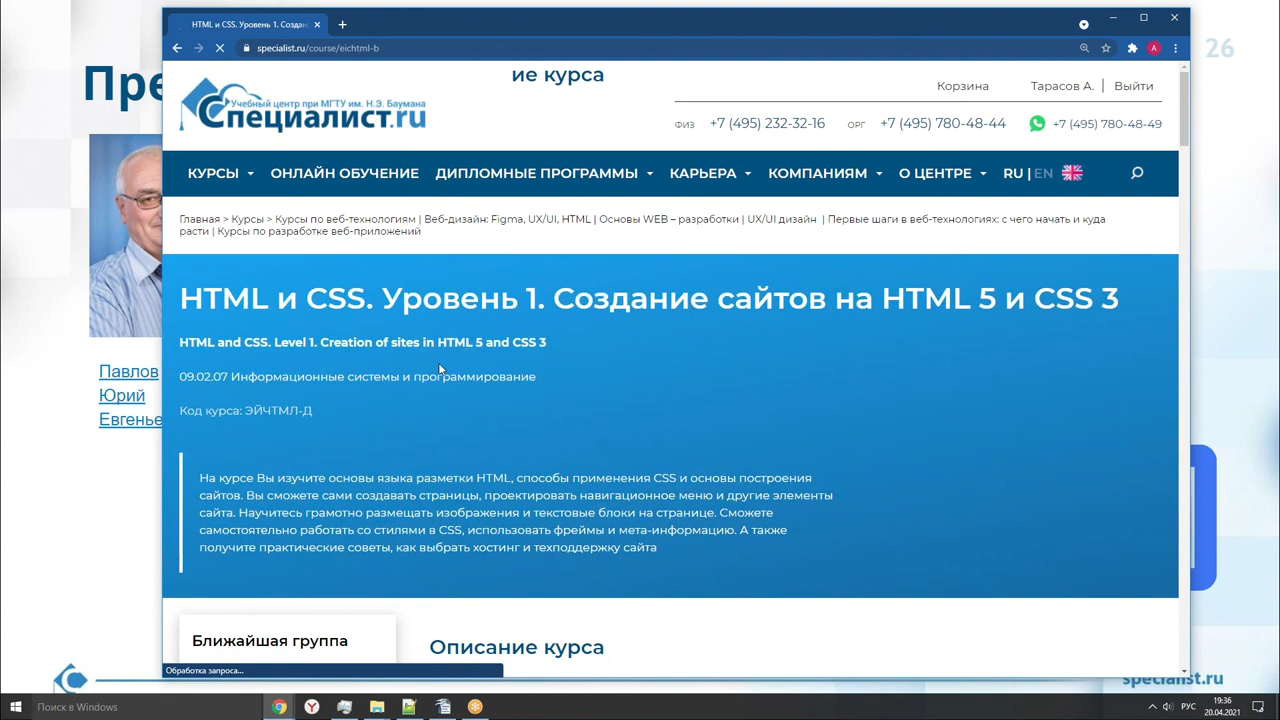 26
Пре
HTML и CSS. Уровень 1. Создан
specialist.ru/course/eichtml-b
A
ие курса
Учебный центр при МГТУ им. Н.Э. Баумана
Специалист.ru
Корзина
Тарасов А. | Выйти
ФИЗ +7 (495) 232-32-16 ОРГ +7 (495) 780-48-44 +7 (495) 780-48-49
КУРСЫ ОНЛАЙН ОБУЧЕНИЕ ДИПЛОМНЫЕ ПРОГРАММЫ КАРЬЕРА КОМПАНИЯМ О ЦЕНТРЕ RU | EN
Главная > Курсы > Курсы по веб-технологиям | Веб-дизайн: Figma, UX/UI, HTML | Основы WEB – разработки | UX/UI дизайн | Первые шаги в веб-технологиях: с чего начать и куда
расти | Курсы по разработке веб-приложений
HTML и CSS. Уровень 1. Создание сайтов на HTML 5 и CSS 3
HTML and CSS. Level 1. Creation of sites in HTML 5 and CSS 3
09.02.07 Информационные системы и программирование
Код курса: ЭЙЧТМЛ-Д
На курсе Вы изучите основы языка разметки HTML, способы применения CSS и основы построения
сайтов. Вы сможете сами создавать страницы, проектировать навигационное меню и другие элементы
сайта. Научитесь грамотно размещать изображения и текстовые блоки на странице. Сможете
самостоятельно работать со стилями в CSS, использовать фреймы и мета-информацию. А также
получите практические советы, как выбрать хостинг и техподдержку сайта
Павлов
Юрий
Евгенье
Ближайшая группа
Описание курса
Обработка запроса...
specialist.ru
Поиск в Windows
РУС
19:36
20.04.2021